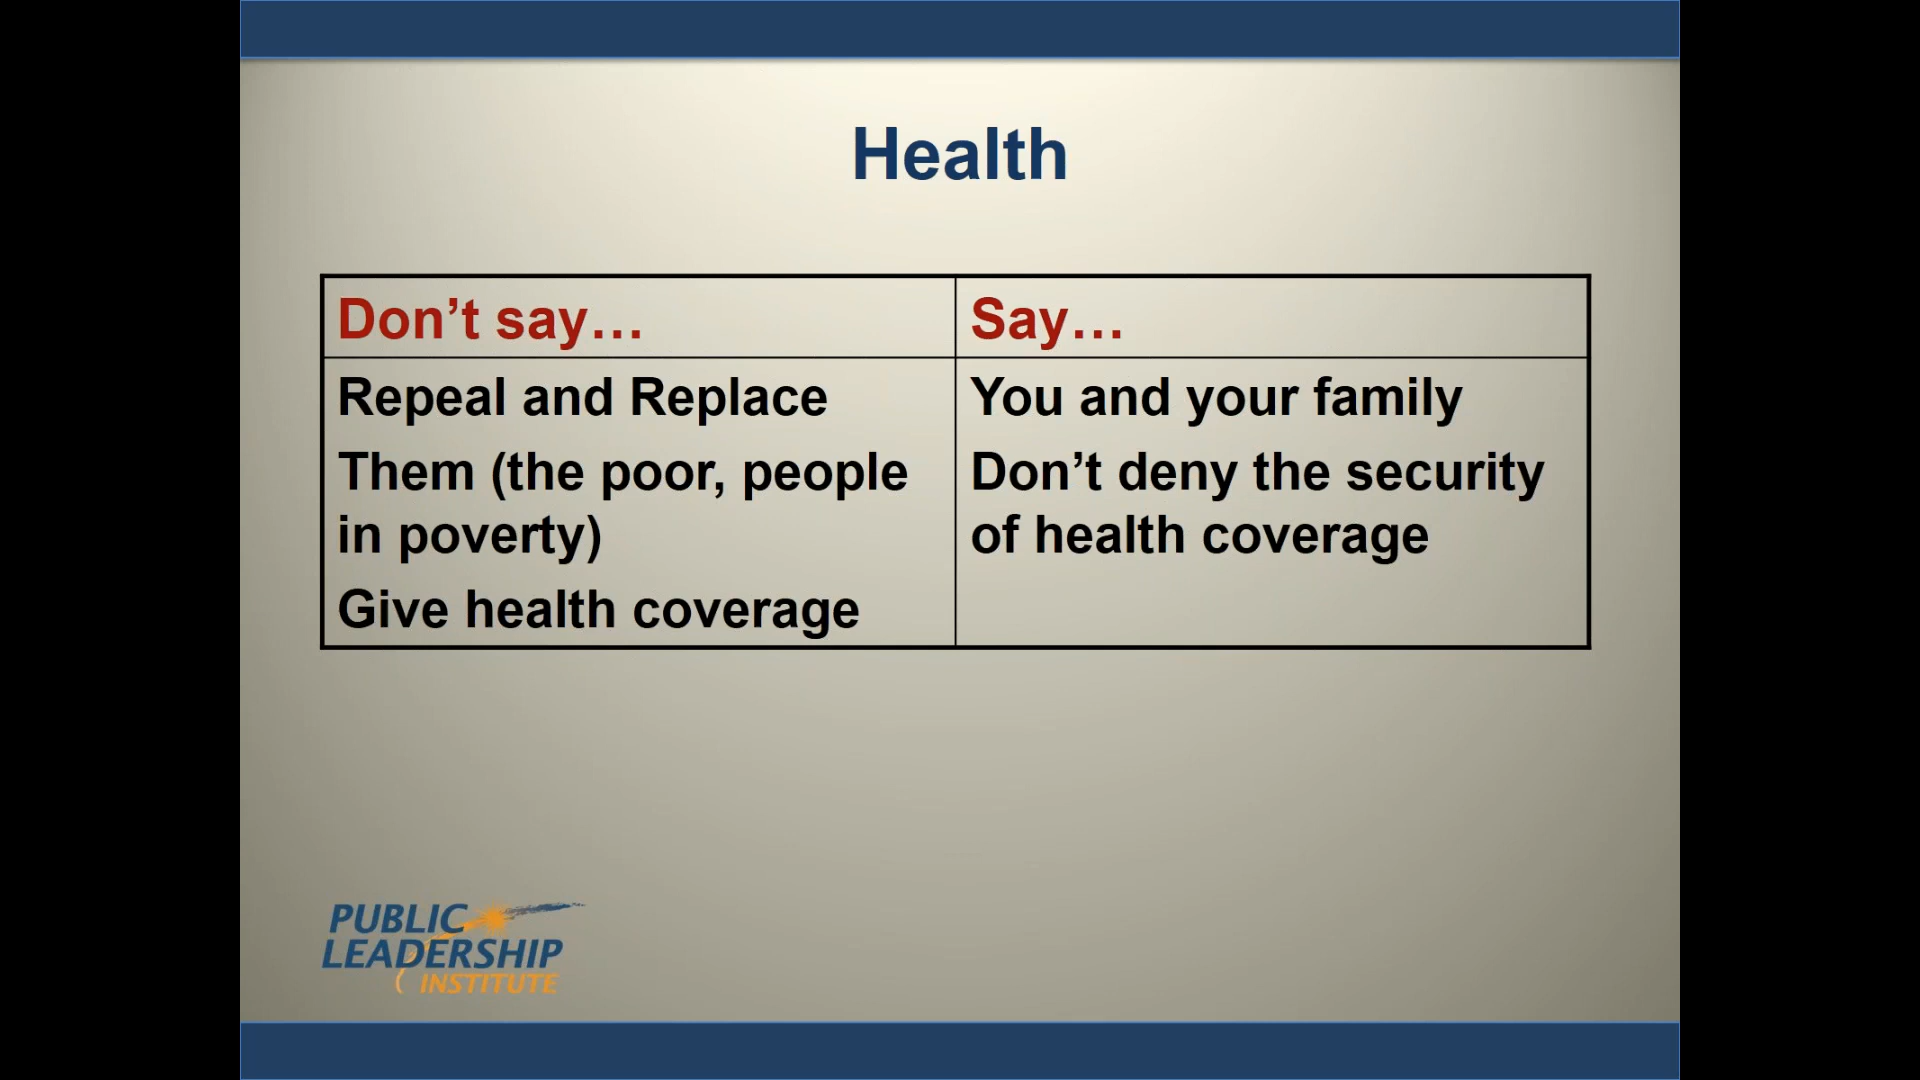 Health
Don’t say…
Say…
Repeal and Replace
Them (the poor, people
in poverty)
Give health coverage
You and your family
Don’t deny the security
of health coverage
PUBLIC
LEADERSHIP
INSTITUTE